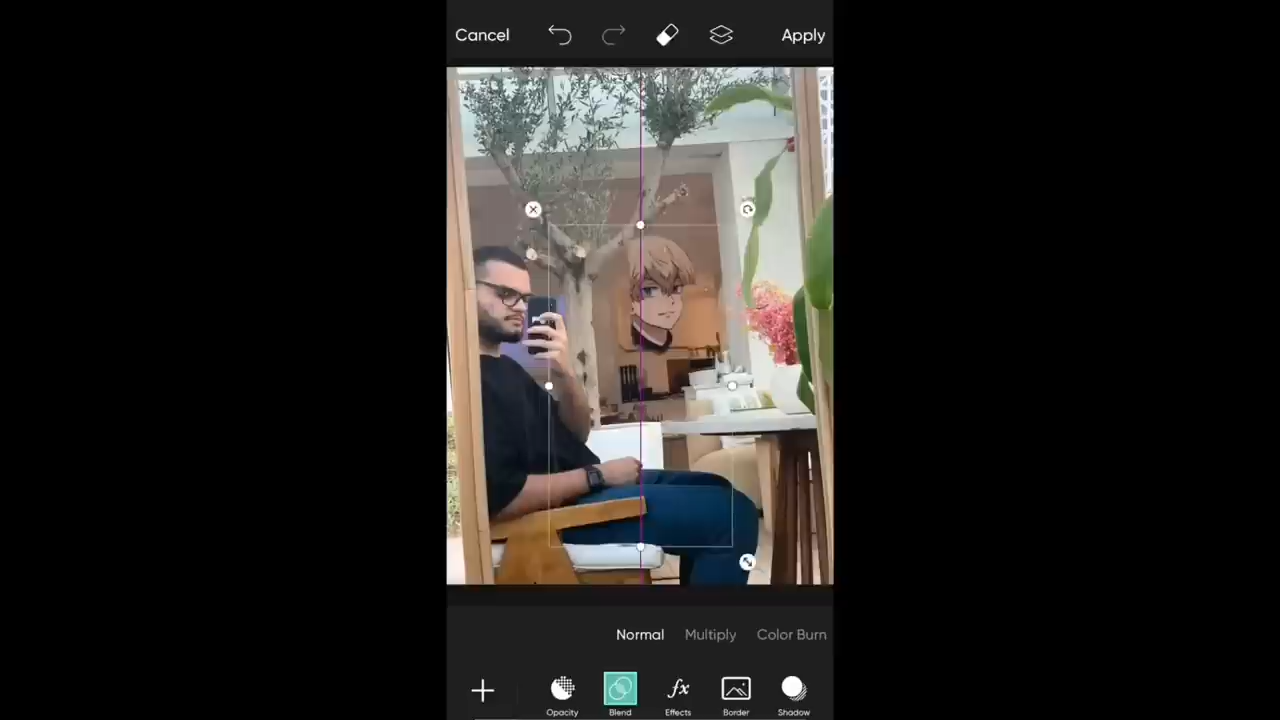 Cancel Apply
Normal Multiply Color Burn
fx
Opacity Blend Effects Border Shadow